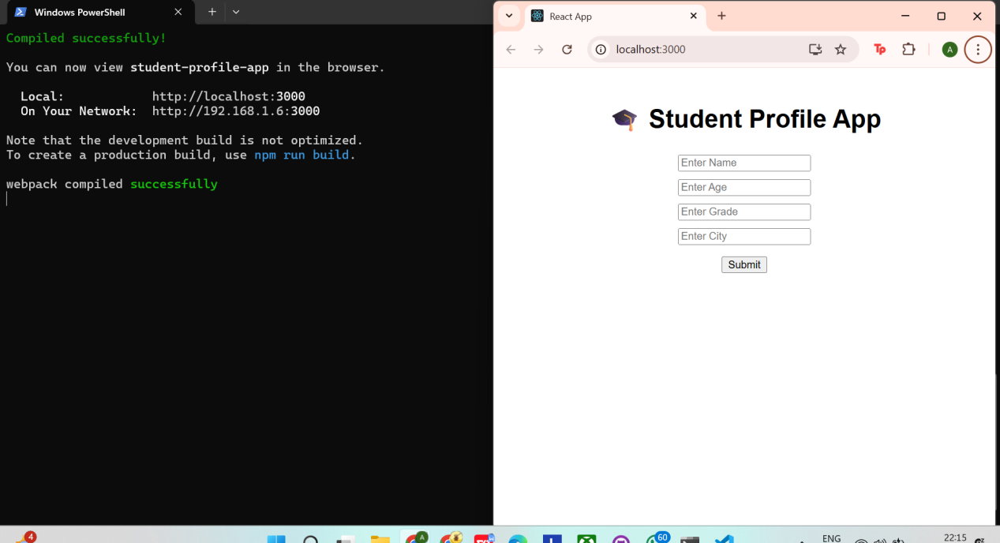 Windows PowerShell
Compiled successfully!
You can now view student-profile-app in the browser.
Local: http://localhost:3000
On Your Network: http://192.168.1.6:3000
Note that the development build is not optimized.
To create a production build, use npm run build.
webpack compiled successfully
React App
localhost:3000
Tp
A
🎓 Student Profile App
Enter Name
Enter Age
Enter Grade
Enter City
Submit
4
A
60
ENG
22:15